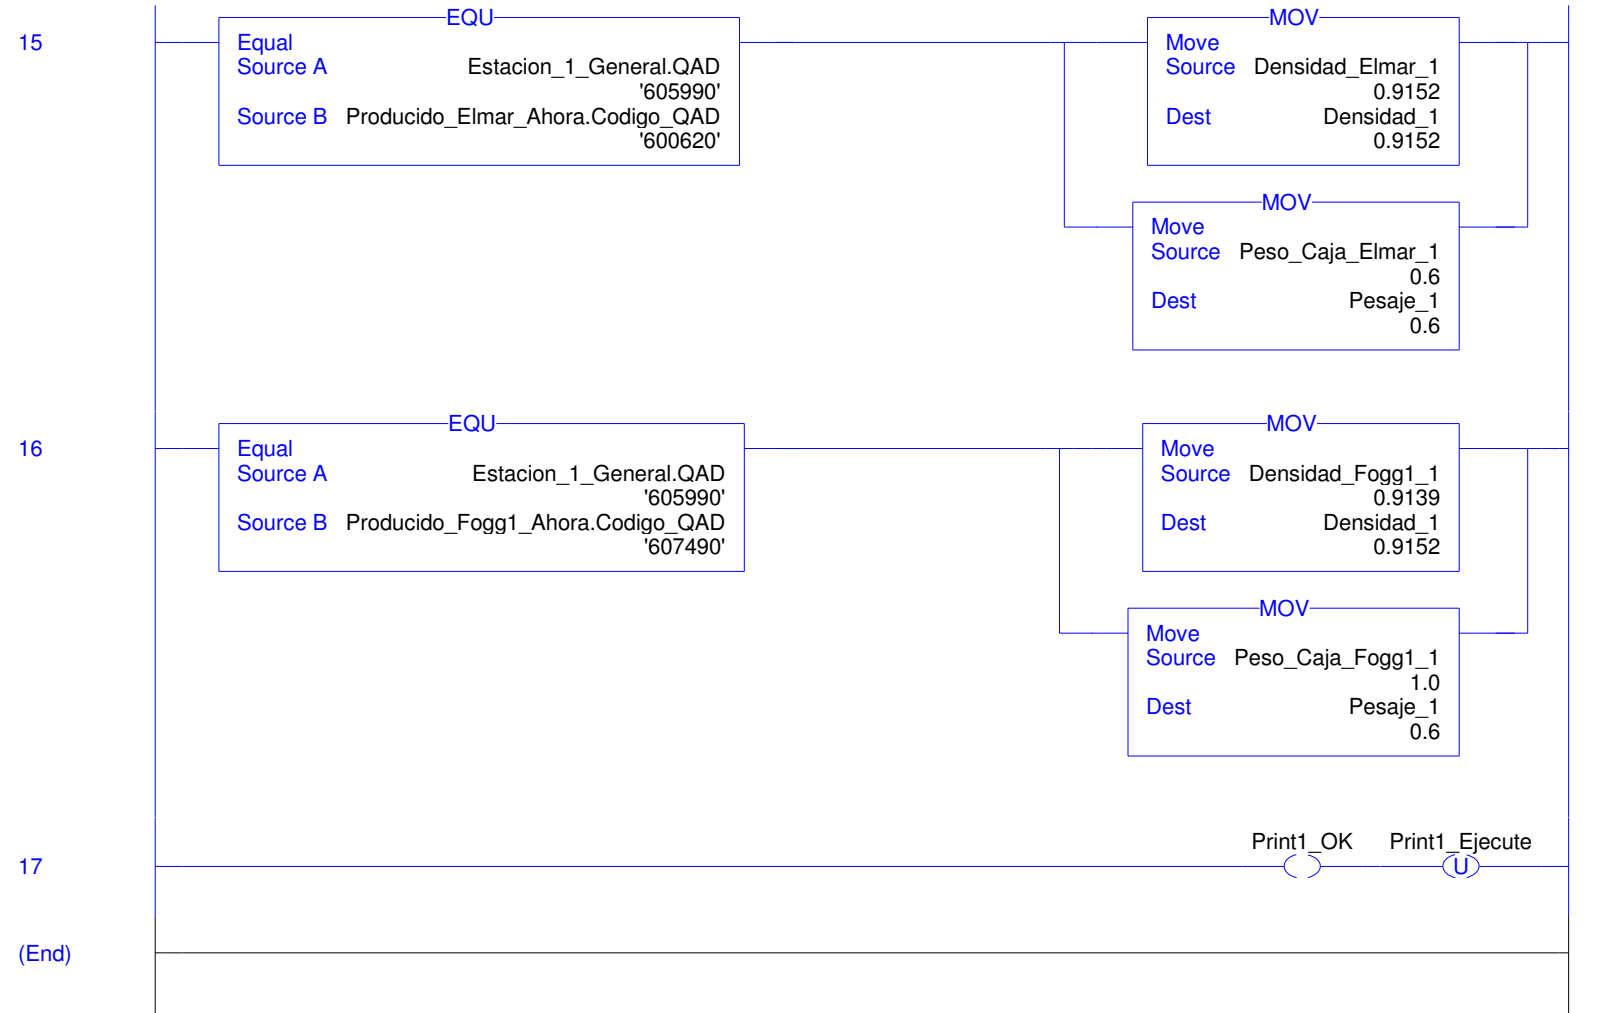 15
EQU
Equal
Source A Estacion_1_General.QAD
'605990'
Source B Producido_Elmar_Ahora.Codigo_QAD
'600620'
MOV
Move
Source Densidad_Elmar_1
0.9152
Dest Densidad_1
0.9152
MOV
Move
Source Peso_Caja_Elmar_1
0.6
Dest Pesaje_1
0.6
16
EQU
Equal
Source A Estacion_1_General.QAD
'605990'
Source B Producido_Fogg1_Ahora.Codigo_QAD
'607490'
MOV
Move
Source Densidad_Fogg1_1
0.9139
Dest Densidad_1
0.9152
MOV
Move
Source Peso_Caja_Fogg1_1
1.0
Dest Pesaje_1
0.6
17
Print1_OK Print1_Ejecute
U
(End)